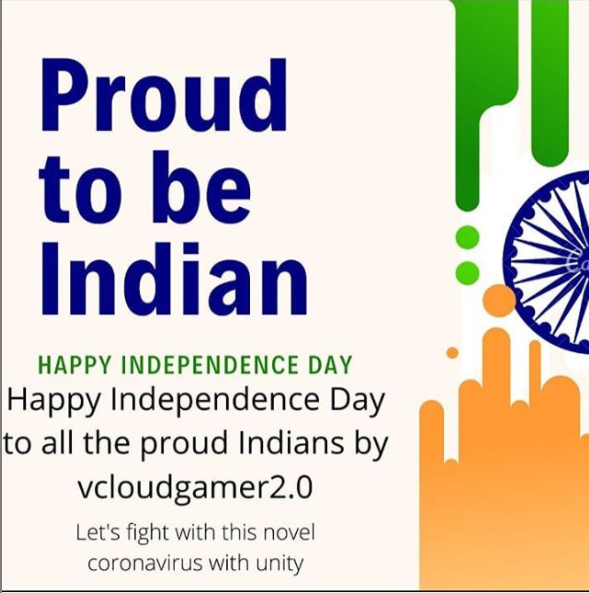 Proud
to be
Indian
HAPPY INDEPENDENCE DAY
Happy Independence Day
to all the proud Indians by
vcloudgamer2.0
Let's fight with this novel
coronavirus with unity